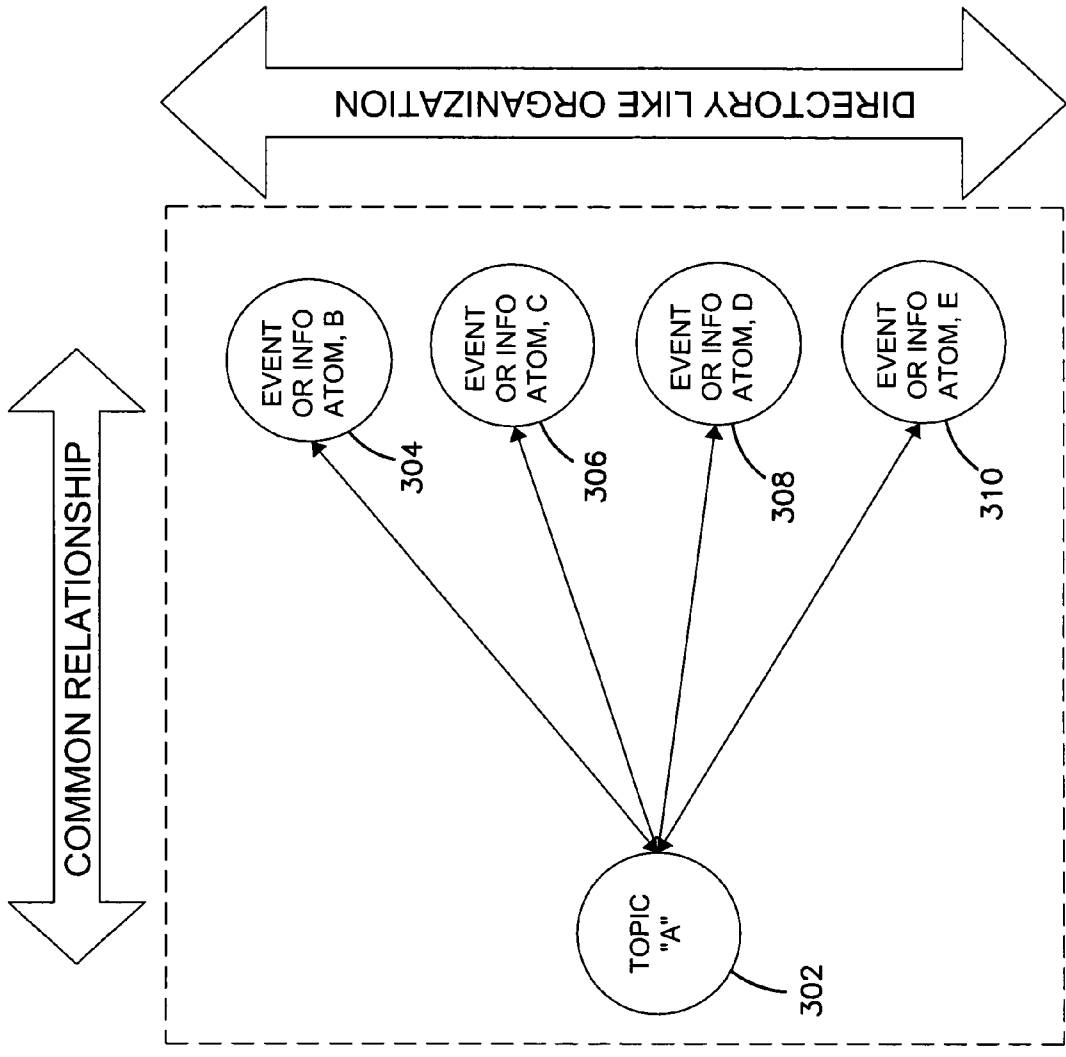 COMMON RELATIONSHIP
DIRECTORY LIKE ORGANIZATION
EVENT
OR INFO
ATOM, B
304
EVENT
OR INFO
ATOM, C
306
EVENT
OR INFO
ATOM, D
308
EVENT
OR INFO
ATOM, E
310
TOPIC
"A"
302